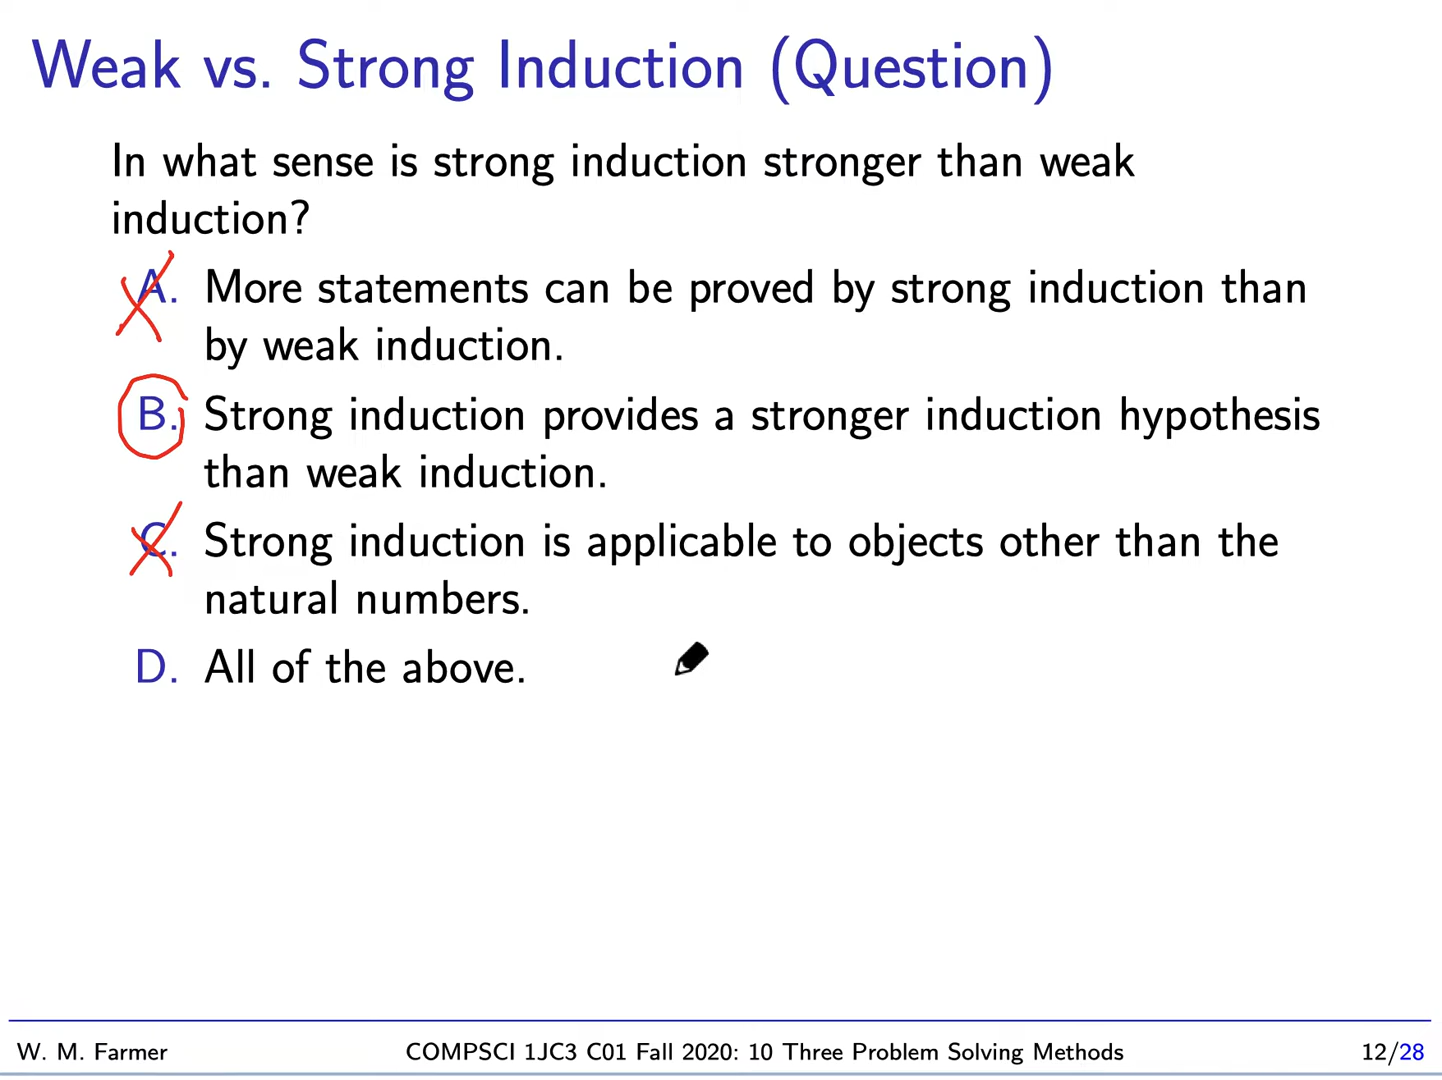 Weak vs. Strong Induction (Question)
In what sense is strong induction stronger than weak
induction?
A. More statements can be proved by strong induction than
by weak induction.
B. Strong induction provides a stronger induction hypothesis
than weak induction.
C. Strong induction is applicable to objects other than the
natural numbers.
D. All of the above.
W. M. Farmer COMPSCI 1JC3 C01 Fall 2020: 10 Three Problem Solving Methods 12/28